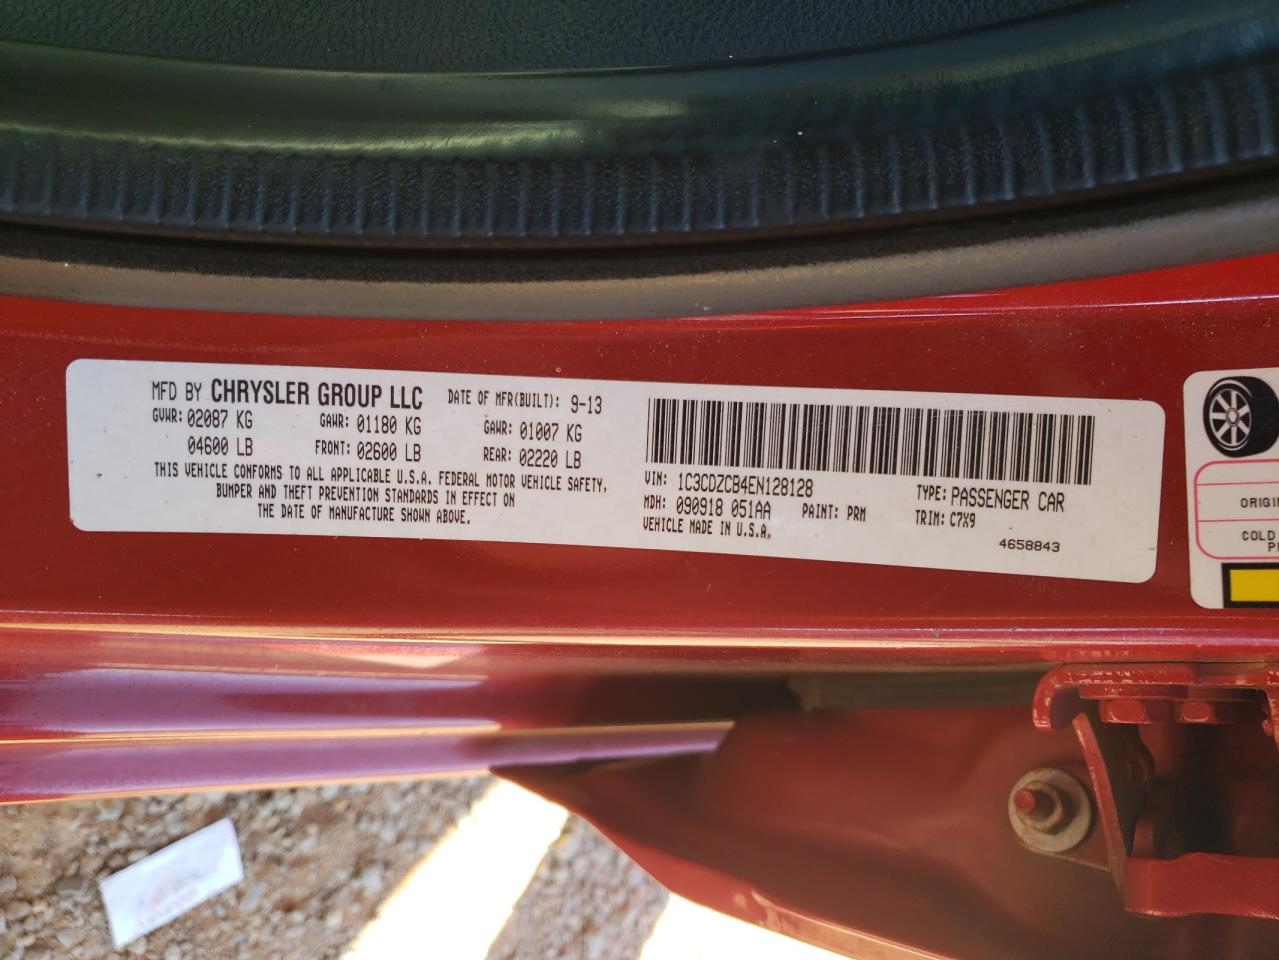 MFD BY CHRYSLER GROUP LLC DATE OF MFR(BUILT): 9-13
GVWR: 02087 KG GAWR: 01180 KG GAWR: 01007 KG
04600 LB FRONT: 02600 LB REAR: 02220 LB
THIS VEHICLE CONFORMS TO ALL APPLICABLE U.S.A. FEDERAL MOTOR VEHICLE SAFETY,
BUMPER AND THEFT PREVENTION STANDARDS IN EFFECT ON
THE DATE OF MANUFACTURE SHOWN ABOVE.
VIN: 1C3CDZCB4EN128128 TYPE: PASSENGER CAR
MDH: 090918 051AA PAINT: PRM TRIM: C7X9
VEHICLE MADE IN U.S.A.
4658843
ORIGI
COLD
P